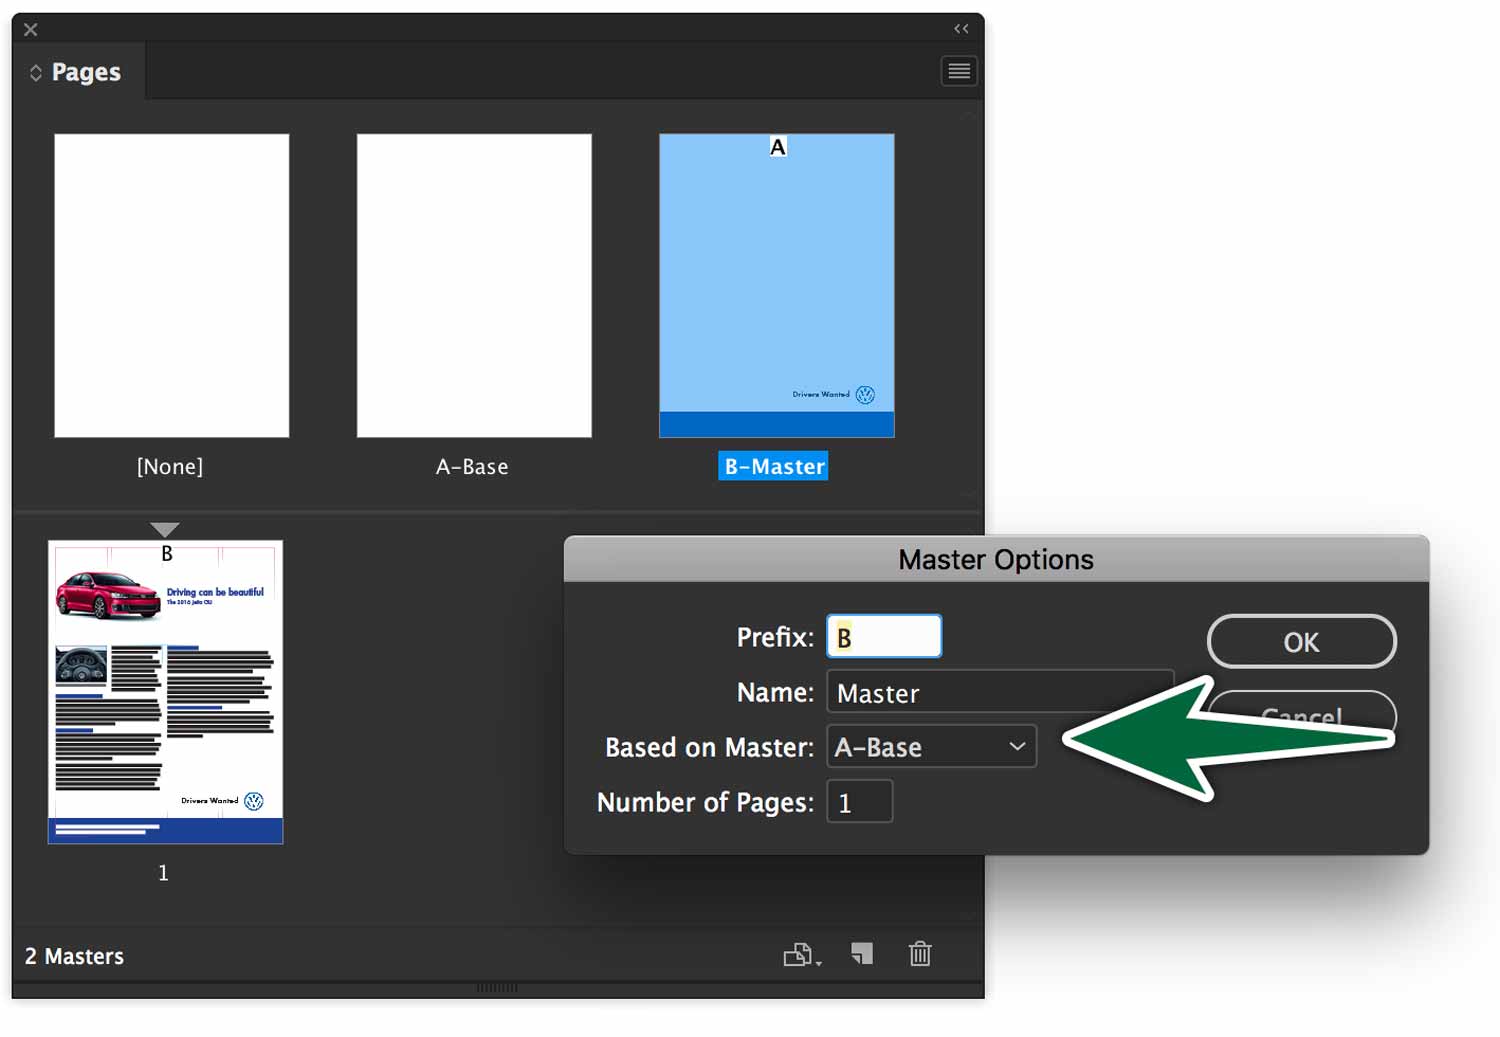 Pages
A
Drivers Wanted
[None]
A-Base
B-Master
B
Driving can be beautiful
The 2016 Jetta GLI
Drivers Wanted
1
2 Masters
Master Options
Prefix: B
OK
Name: Master
Cancel
Based on Master: A-Base
Number of Pages: 1